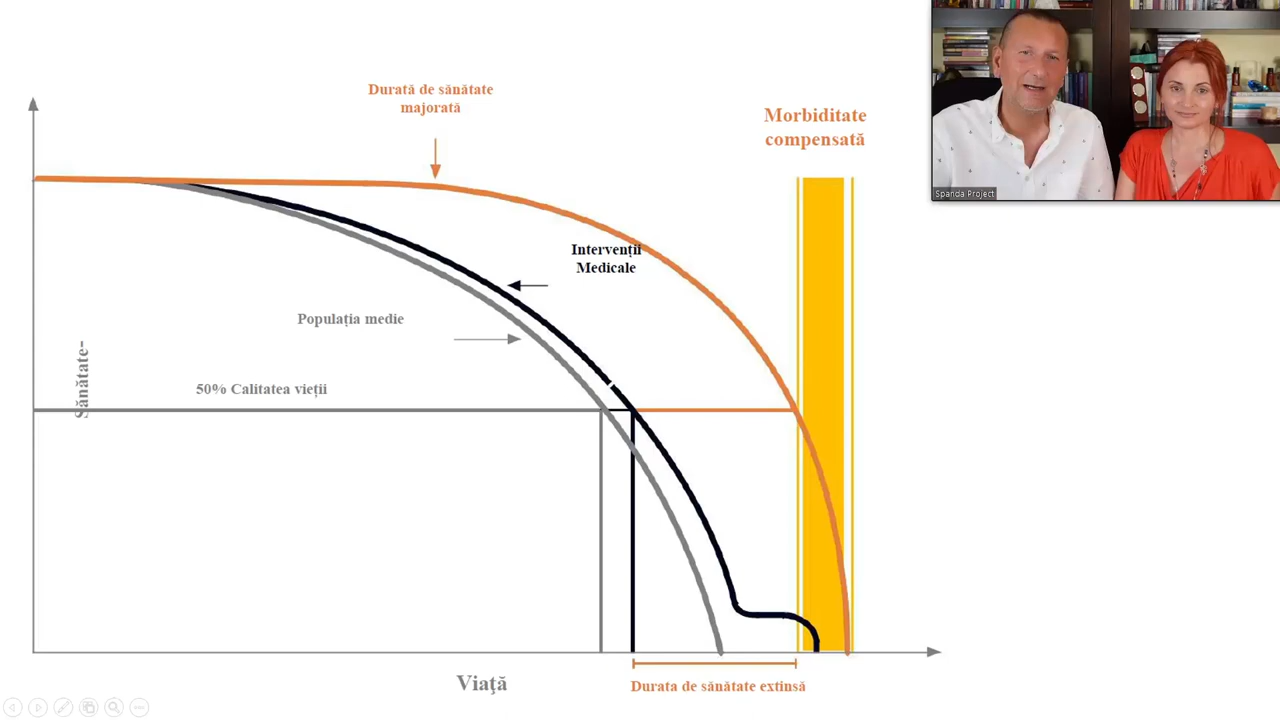 Durată de sănătate
majorată
Morbiditate
compensată
Intervenții
Medicale
Populația medie
50% Calitatea vieții
Sănătate-
Viaţă
Durata de sănătate extinsă
Spanda Project